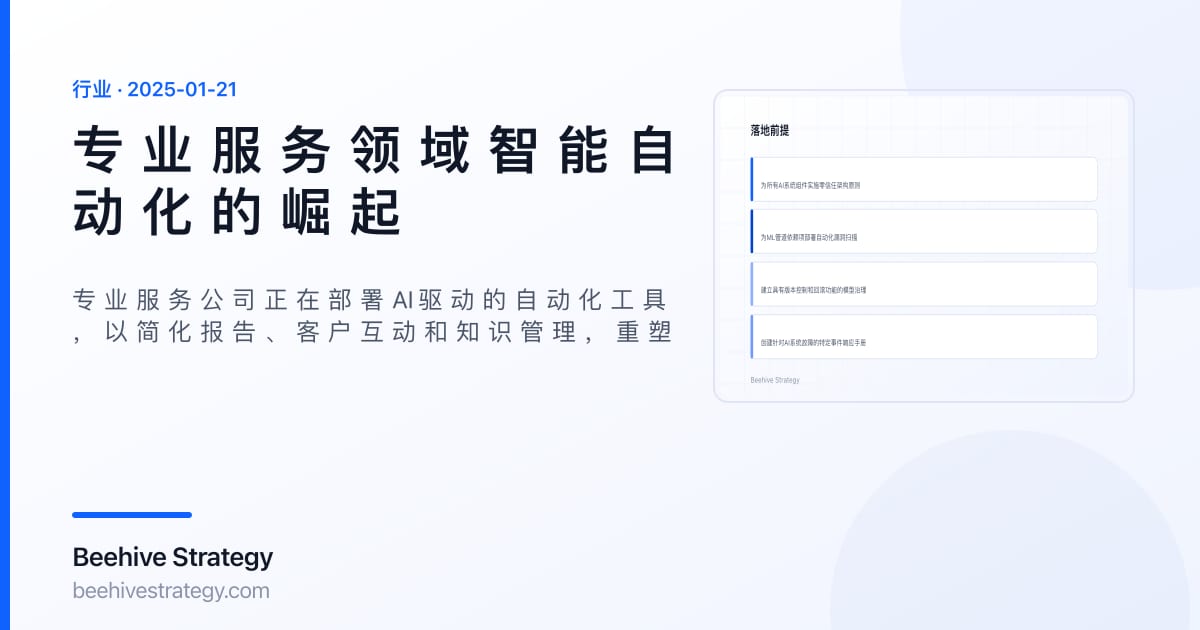 行业 · 2025-01-21
专业服务领域智能自
动化的崛起
专业服务公司正在部署AI驱动的自动化工具
，以简化报告、客户互动和知识管理，重塑
Beehive Strategy
beehivestrategy.com
落地前提
为所有AI系统组件实施零信任架构原则
为ML管道依赖项部署自动化漏洞扫描
建立具有版本控制和回滚功能的模型治理
创建针对AI系统故障的特定事件响应手册
Beehive Strategy